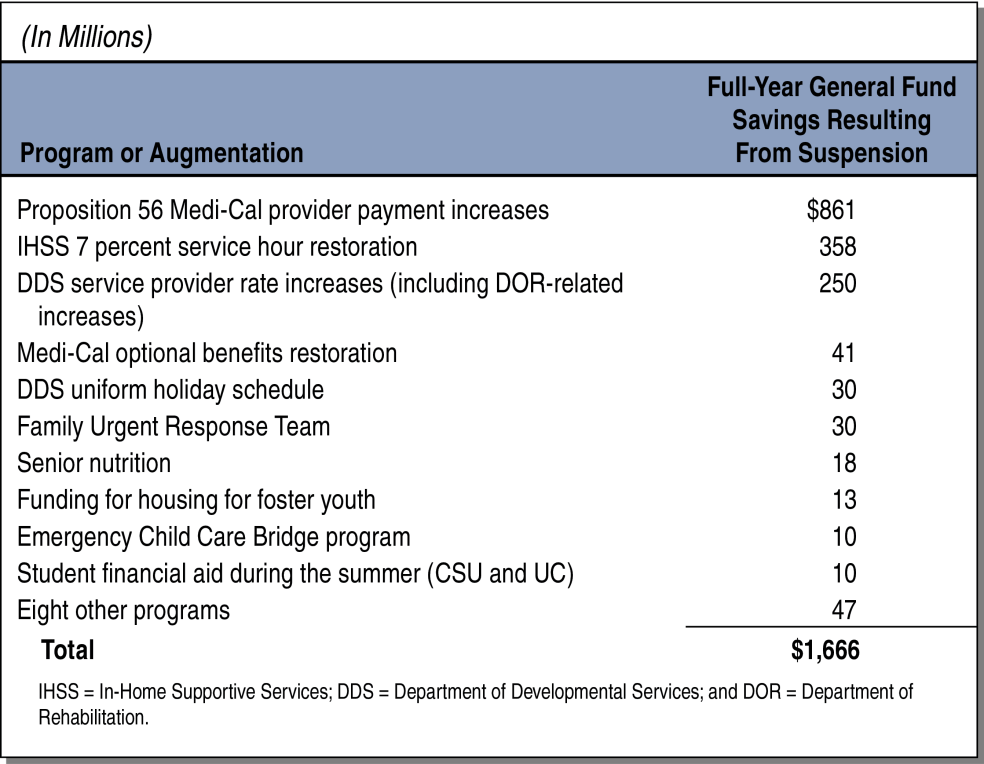 (In Millions)
Full-Year General Fund
Savings Resulting
Program or Augmentation From Suspension
Proposition 56 Medi-Cal provider payment increases $861
IHSS 7 percent service hour restoration 358
DDS service provider rate increases (including DOR-related 250
increases)
Medi-Cal optional benefits restoration 41
DDS uniform holiday schedule 30
Family Urgent Response Team 30
Senior nutrition 18
Funding for housing for foster youth 13
Emergency Child Care Bridge program 10
Student financial aid during the summer (CSU and UC) 10
Eight other programs 47
Total $1,666
IHSS = In-Home Supportive Services; DDS = Department of Developmental Services; and DOR = Department of
Rehabilitation.